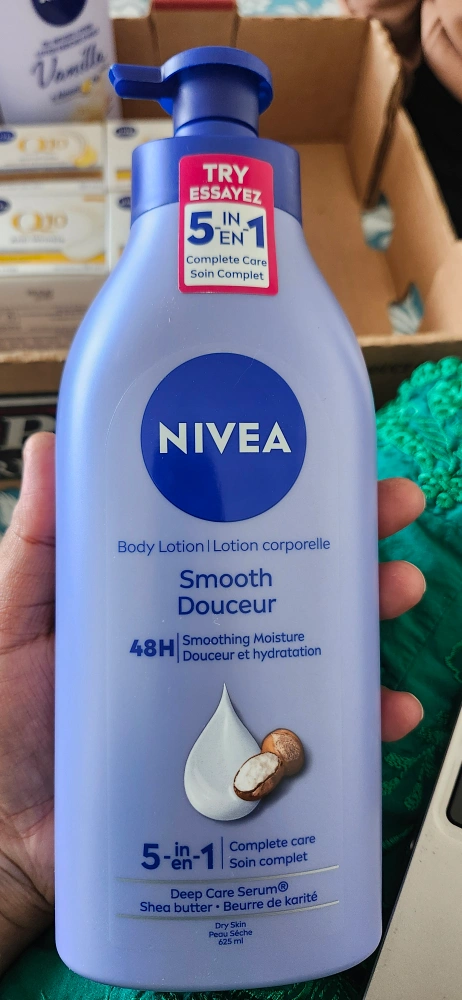 Vanilla
Q10
Q10
TRY
ESSAYEZ
5-IN-1
EN
Complete Care
Soin Complet
NIVEA
Body Lotion | Lotion corporelle
Smooth
Douceur
48H | Smoothing Moisture
Douceur et hydratation
5-in-1 | Complete care
en | Soin complet
Deep Care Serum®
Shea butter • Beurre de karité
Dry Skin
Peau Sèche
625 ml